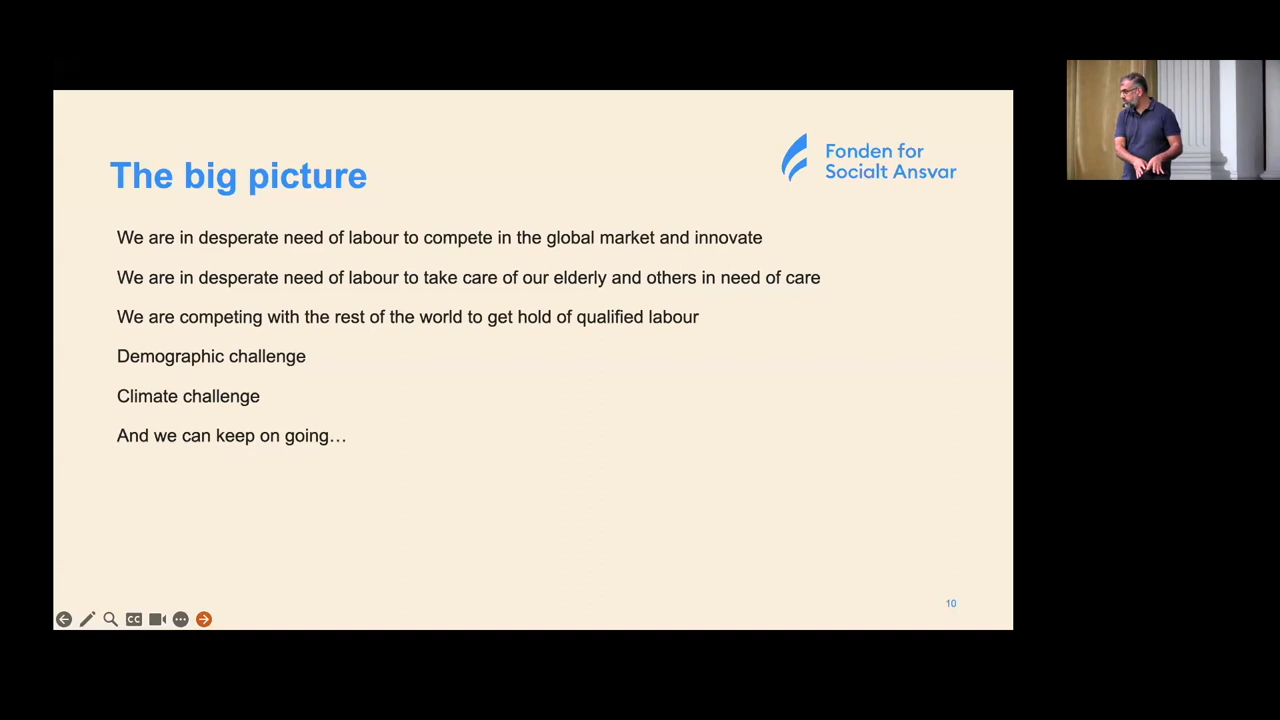 The big picture
Fonden for
Socialt Ansvar
We are in desperate need of labour to compete in the global market and innovate
We are in desperate need of labour to take care of our elderly and others in need of care
We are competing with the rest of the world to get hold of qualified labour
Demographic challenge
Climate challenge
And we can keep on going…
10
CC